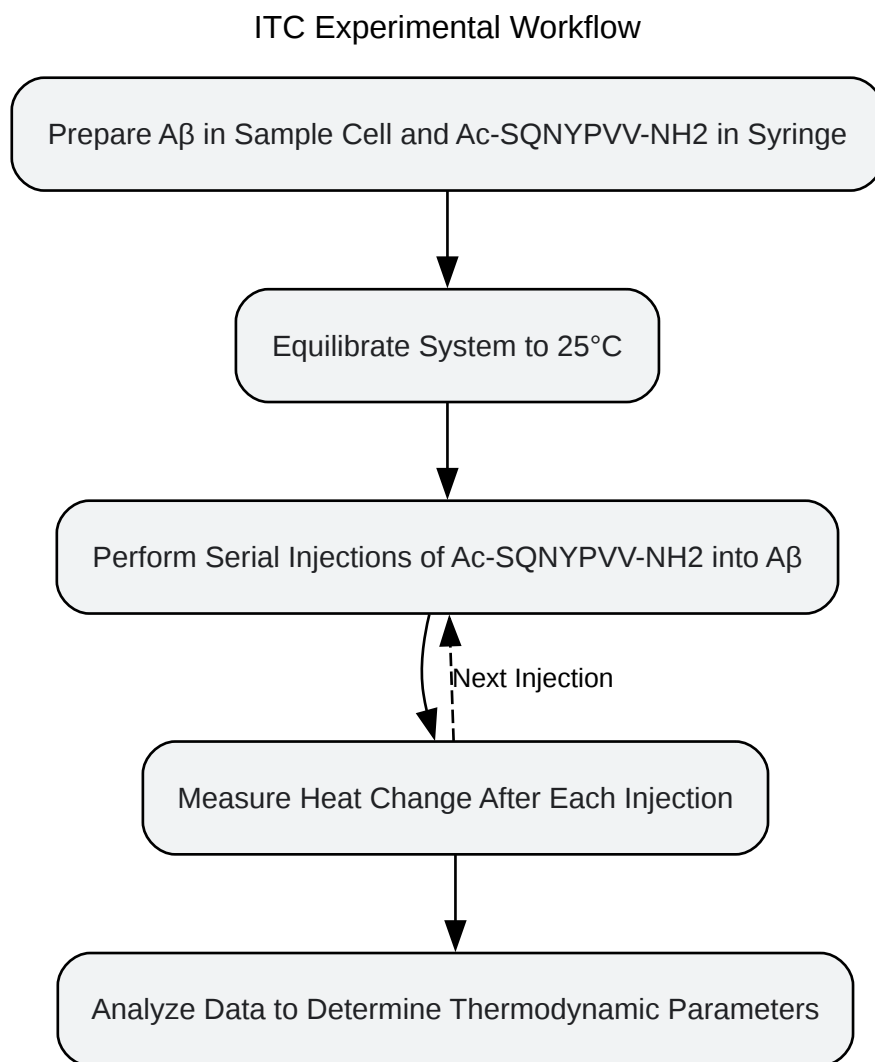 ITC Experimental Workflow
Prepare Aβ in Sample Cell and Ac-SQNYPVV-NH2 in Syringe
Equilibrate System to 25°C
Perform Serial Injections of Ac-SQNYPVV-NH2 into Aβ
Next Injection
Measure Heat Change After Each Injection
Analyze Data to Determine Thermodynamic Parameters